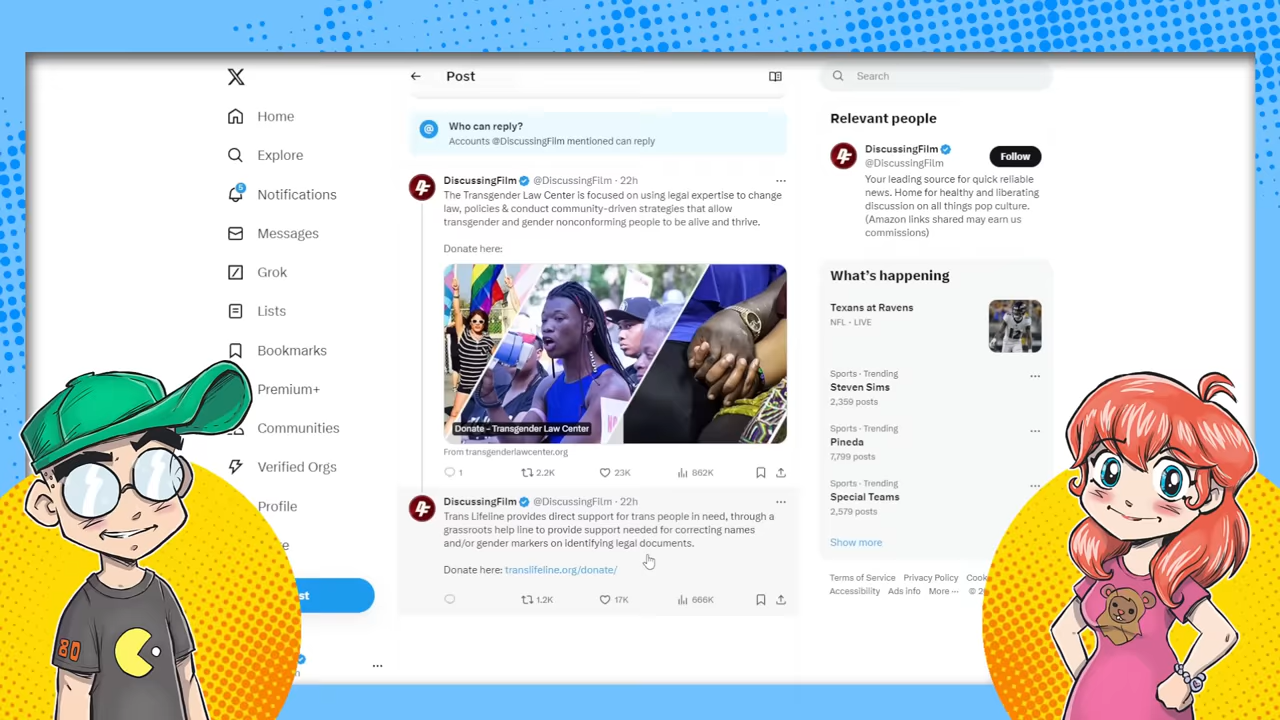 Post
Search
Home
Explore
5
Notifications
Messages
Grok
Lists
Bookmarks
Premium+
Communities
Verified Orgs
Profile
st
80
Who can reply?
Accounts @DiscussingFilm mentioned can reply
DiscussingFilm @DiscussingFilm · 22h
The Transgender Law Center is focused on using legal expertise to change
law, policies & conduct community-driven strategies that allow
transgender and gender nonconforming people to be alive and thrive.
Donate here:
Donate – Transgender Law Center
From transgenderlawcenter.org
1 2.2K 23K 862K
DiscussingFilm @DiscussingFilm · 22h
Trans Lifeline provides direct support for trans people in need, through a
grassroots help line to provide support needed for correcting names
and/or gender markers on identifying legal documents.
Donate here: translifeline.org/donate/
1.2K 17K 666K
Relevant people
DiscussingFilm
@DiscussingFilm
Follow
Your leading source for quick reliable
news. Home for healthy and liberating
discussion on all things pop culture.
(Amazon links shared may earn us
commissions)
What's happening
Texans at Ravens
NFL · LIVE
Sports · Trending
Steven Sims
2,359 posts
Sports · Trending
Pineda
7,799 posts
Sports · Trending
Special Teams
2,579 posts
Show more
Terms of Service Privacy Policy Cook
Accessibility Ads info More ··· © 2